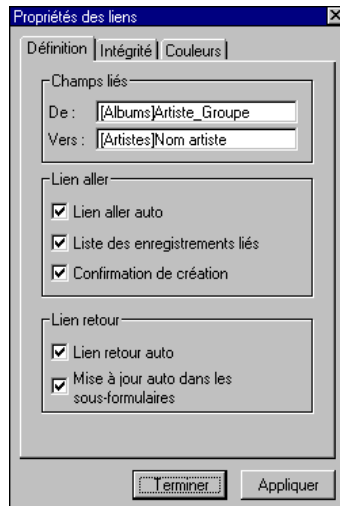 Propriétés des liens
Définition Intégrité Couleurs
Champs liés
De : [Albums]Artiste_Groupe
Vers : [Artistes]Nom artiste
Lien aller
Lien aller auto
Liste des enregistrements liés
Confirmation de création
Lien retour
Lien retour auto
Mise à jour auto dans les
sous-formulaires
Terminer Appliquer